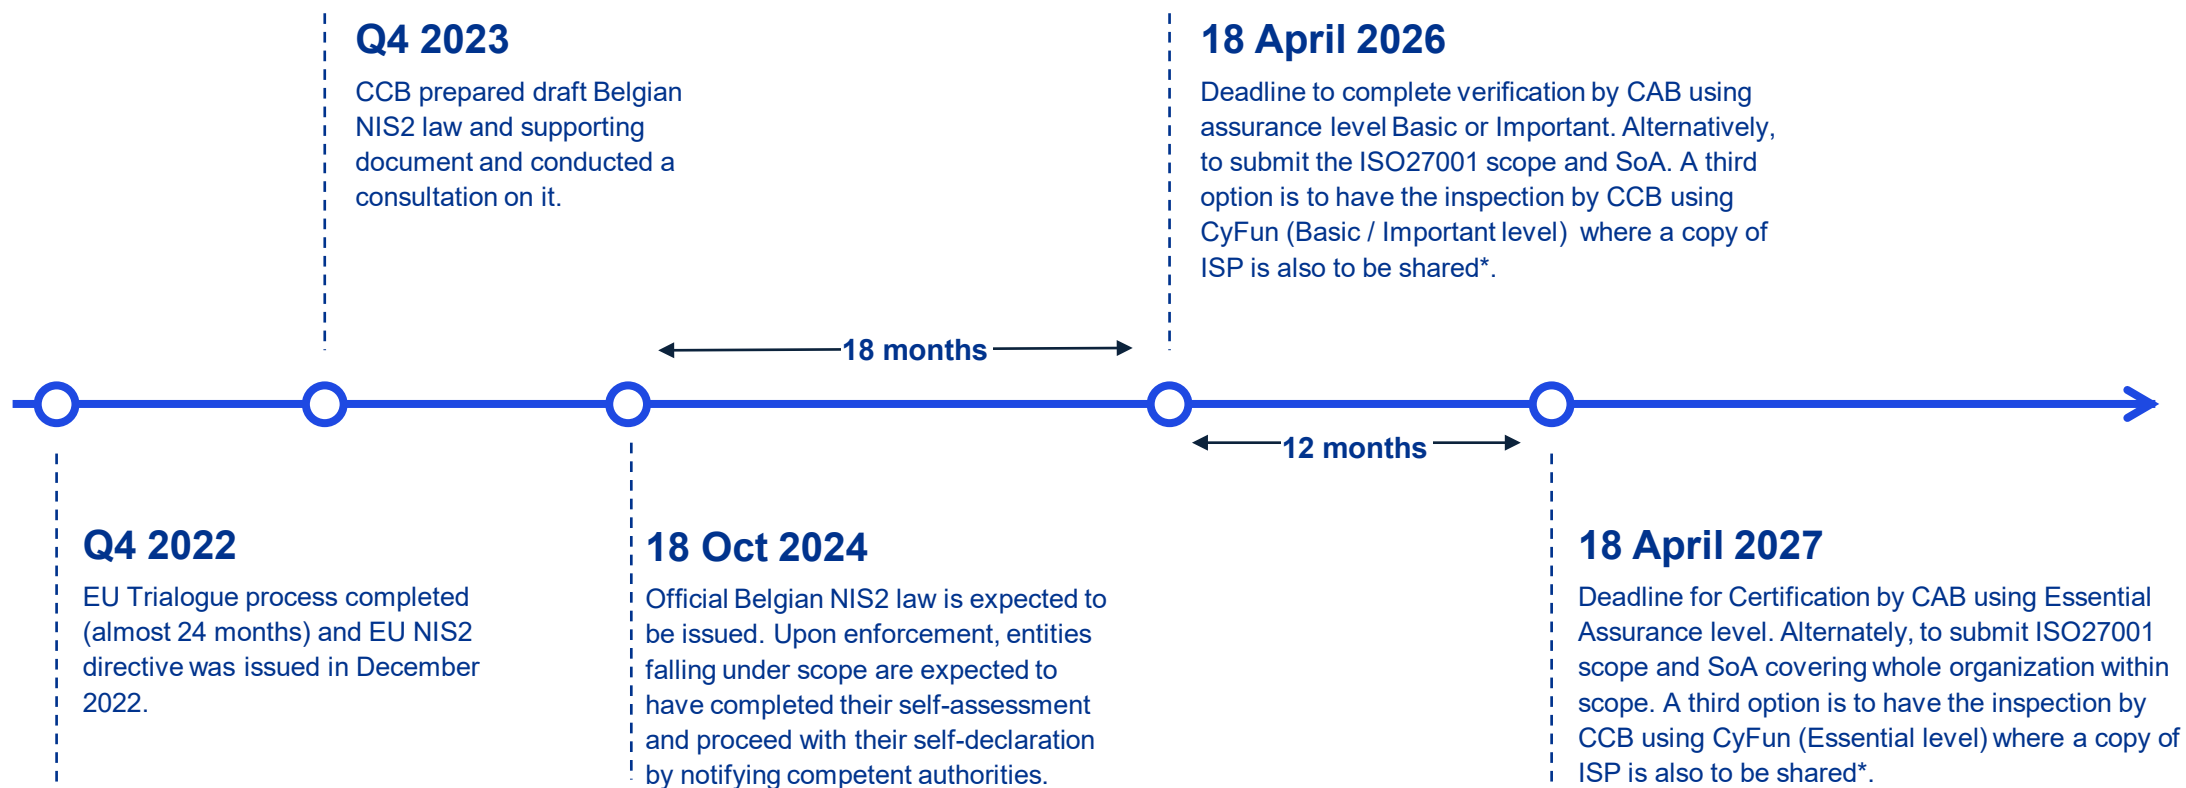 Q4 2023
CCB prepared draft Belgian
NIS2 law and supporting
document and conducted a
consultation on it.
18 April 2026
Deadline to complete verification by CAB using
assurance level Basic or Important. Alternatively,
to submit the ISO27001 scope and SoA. A third
option is to have the inspection by CCB using
CyFun (Basic / Important level) where a copy of
ISP is also to be shared*.
18 months
12 months
Q4 2022
EU Trialogue process completed
(almost 24 months) and EU NIS2
directive was issued in December
2022.
18 Oct 2024
Official Belgian NIS2 law is expected to
be issued. Upon enforcement, entities
falling under scope are expected to
have completed their self-assessment
and proceed with their self-declaration
by notifying competent authorities.
18 April 2027
Deadline for Certification by CAB using Essential
Assurance level. Alternately, to submit ISO27001
scope and SoA covering whole organization within
scope. A third option is to have the inspection by
CCB using CyFun (Essential level) where a copy of
ISP is also to be shared*.